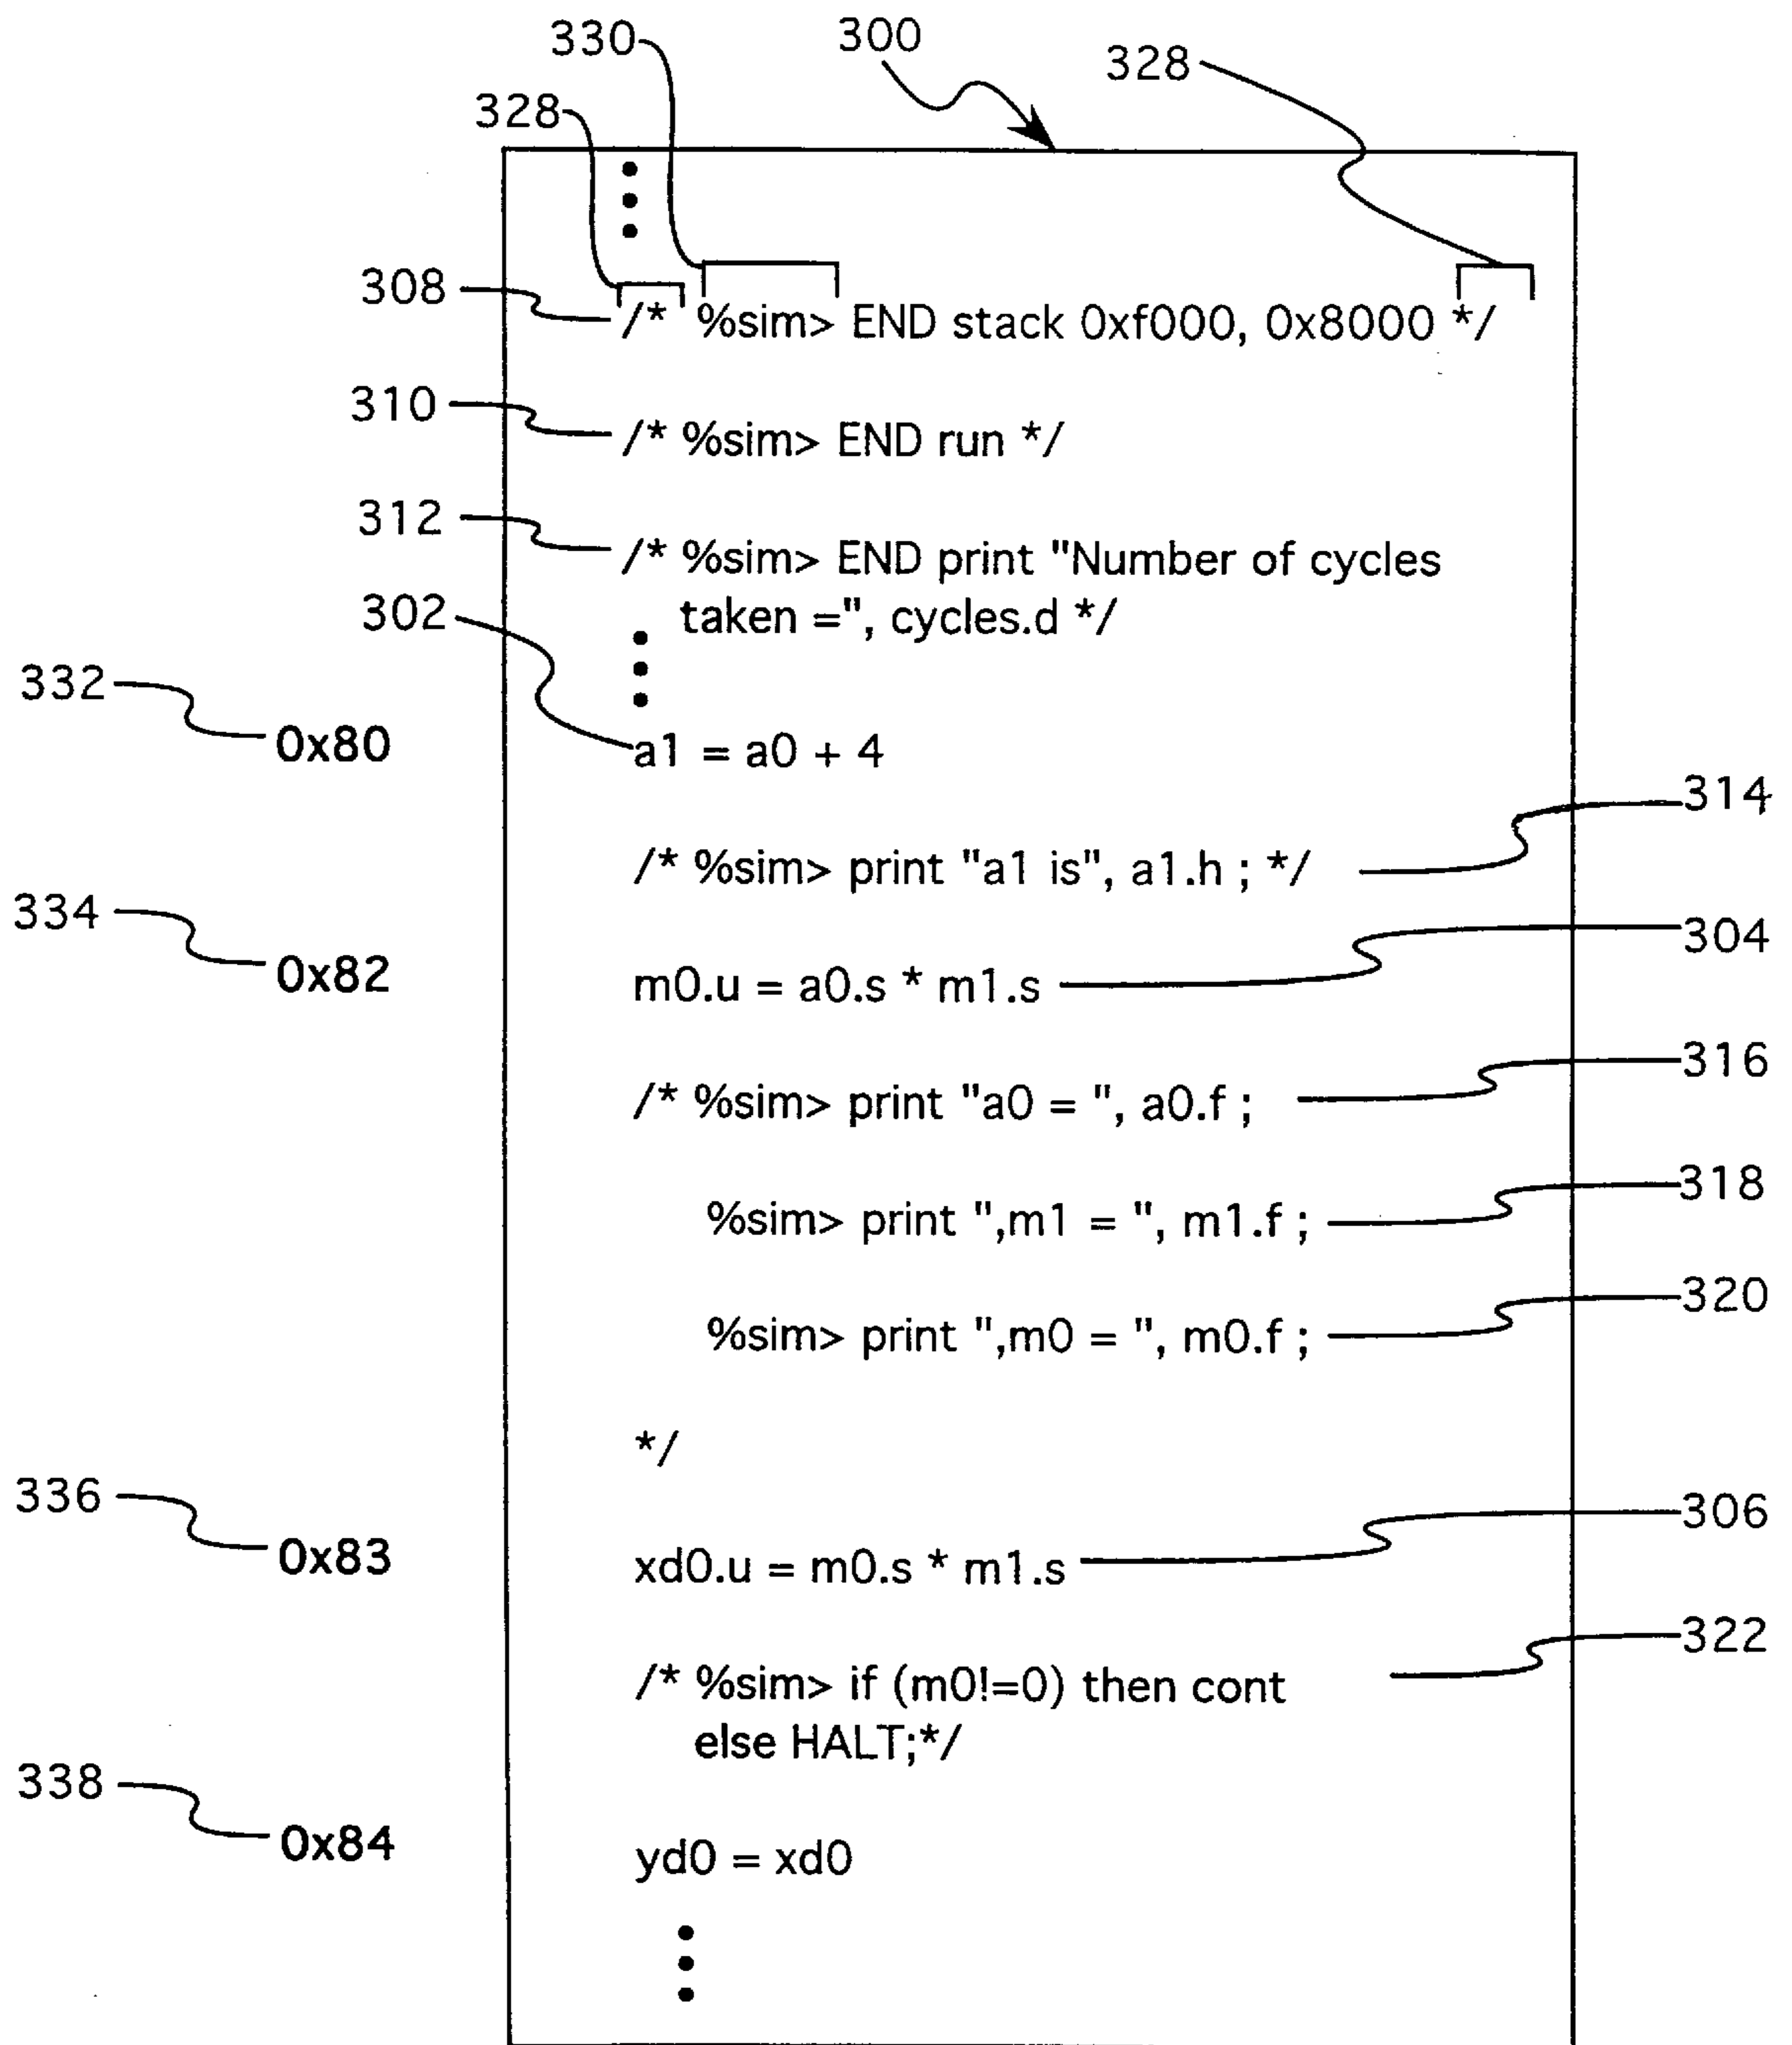 330 300 328
328
308 /* %sim> END stack 0xf000, 0x8000 */
310 /* %sim> END run */
312 /* %sim> END print "Number of cycles
302 taken =", cycles.d */
332
0x80 a1 = a0 + 4
314
/* %sim> print "a1 is", a1.h ; */
334 304
0x82 m0.u = a0.s * m1.s
316
/* %sim> print "a0 = ", a0.f ;
318
%sim> print ",m1 = ", m1.f ;
320
%sim> print ",m0 = ", m0.f ;
*/
336 306
0x83 xd0.u = m0.s * m1.s
322
/* %sim> if (m0!=0) then cont
else HALT;*/
338
0x84 yd0 = xd0